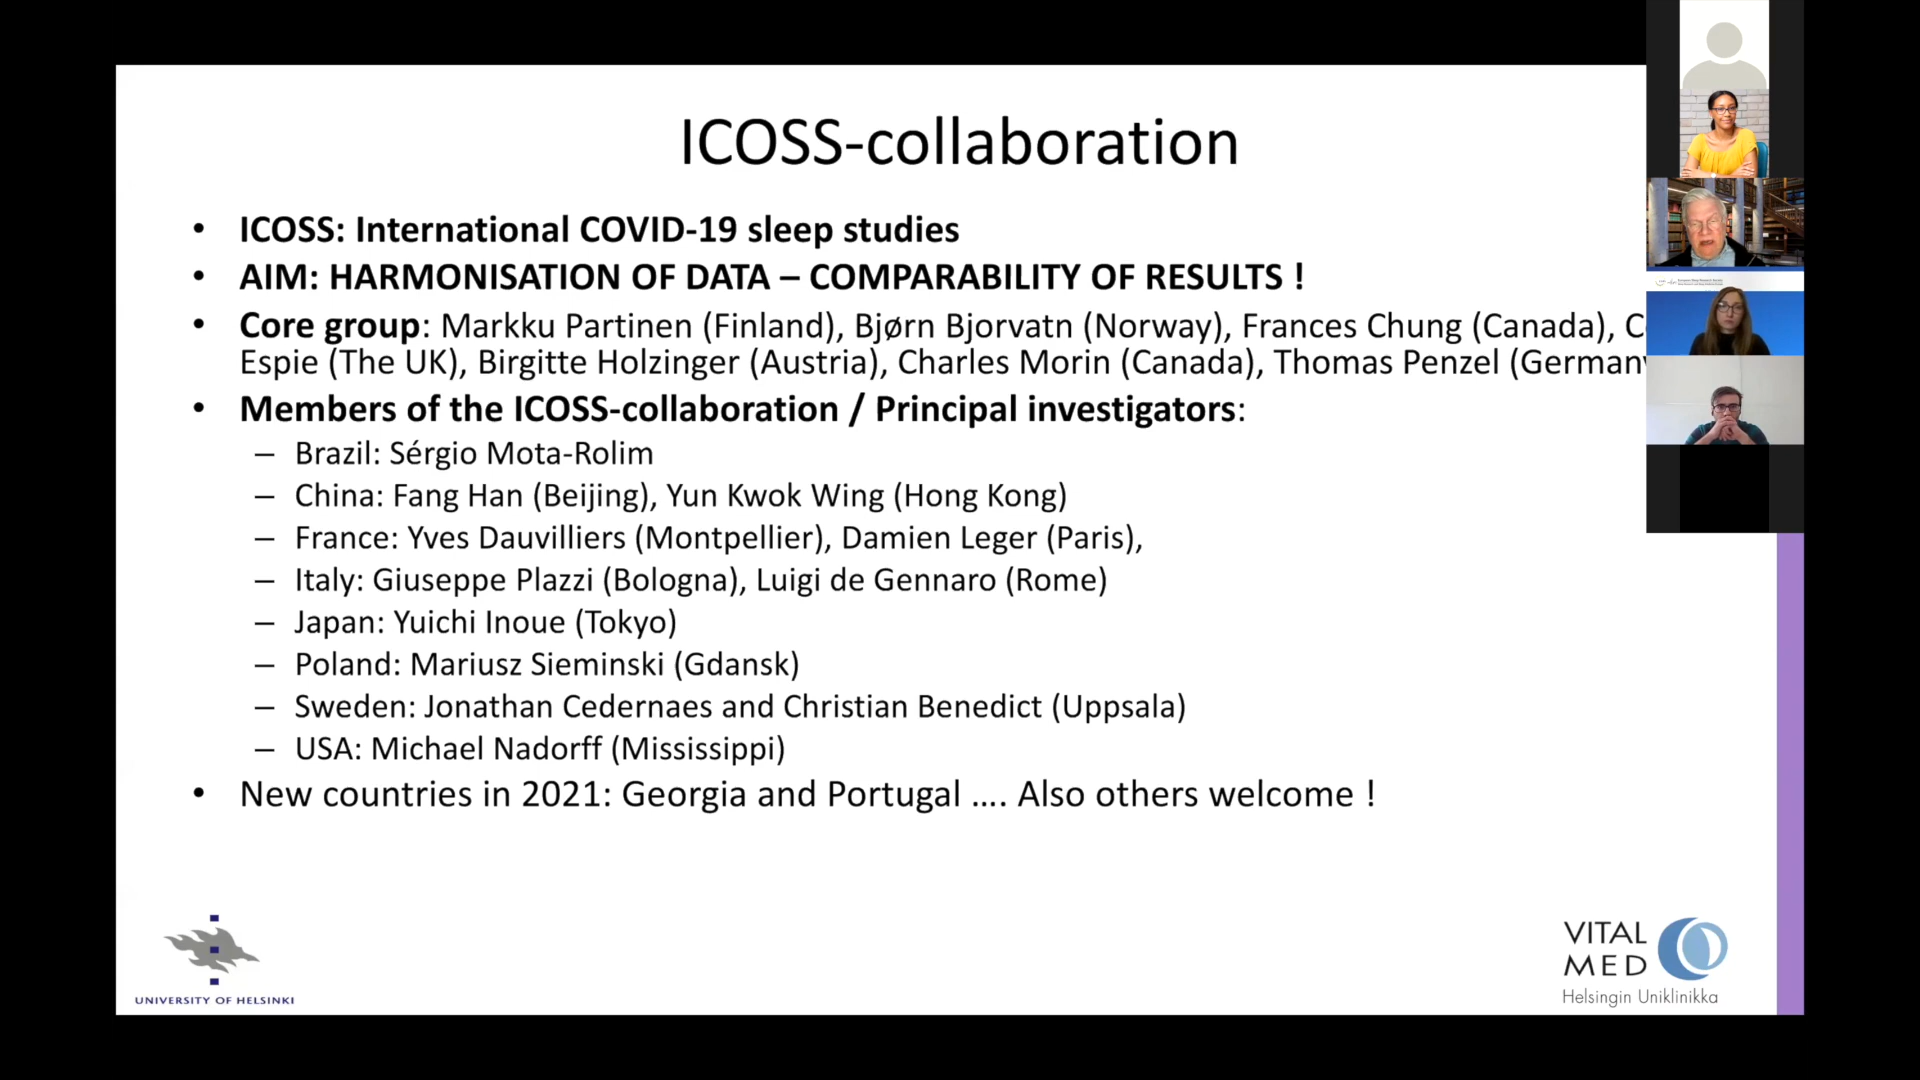 ICOSS-collaboration
• ICOSS: International COVID-19 sleep studies
• AIM: HARMONISATION OF DATA – COMPARABILITY OF RESULTS !
• Core group: Markku Partinen (Finland), Bjørn Bjorvatn (Norway), Frances Chung (Canada),
Espie (The UK), Birgitte Holzinger (Austria), Charles Morin (Canada), Thomas Penzel (German
• Members of the ICOSS-collaboration / Principal investigators:
– Brazil: Sérgio Mota-Rolim
– China: Fang Han (Beijing), Yun Kwok Wing (Hong Kong)
– France: Yves Dauvilliers (Montpellier), Damien Leger (Paris),
– Italy: Giuseppe Plazzi (Bologna), Luigi de Gennaro (Rome)
– Japan: Yuichi Inoue (Tokyo)
– Poland: Mariusz Sieminski (Gdansk)
– Sweden: Jonathan Cedernaes and Christian Benedict (Uppsala)
– USA: Michael Nadorff (Mississippi)
• New countries in 2021: Georgia and Portugal .... Also others welcome !
UNIVERSITY OF HELSINKI
VITAL
MED
Helsingin Uniklinikka